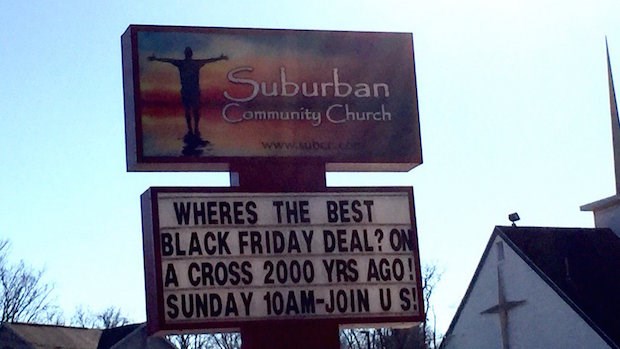 Suburban
Community Church
WHERES THE BEST
BLACK FRIDAY DEAL? ON
A CROSS 2000 YRS AGO!
SUNDAY 10AM-JOIN U S!